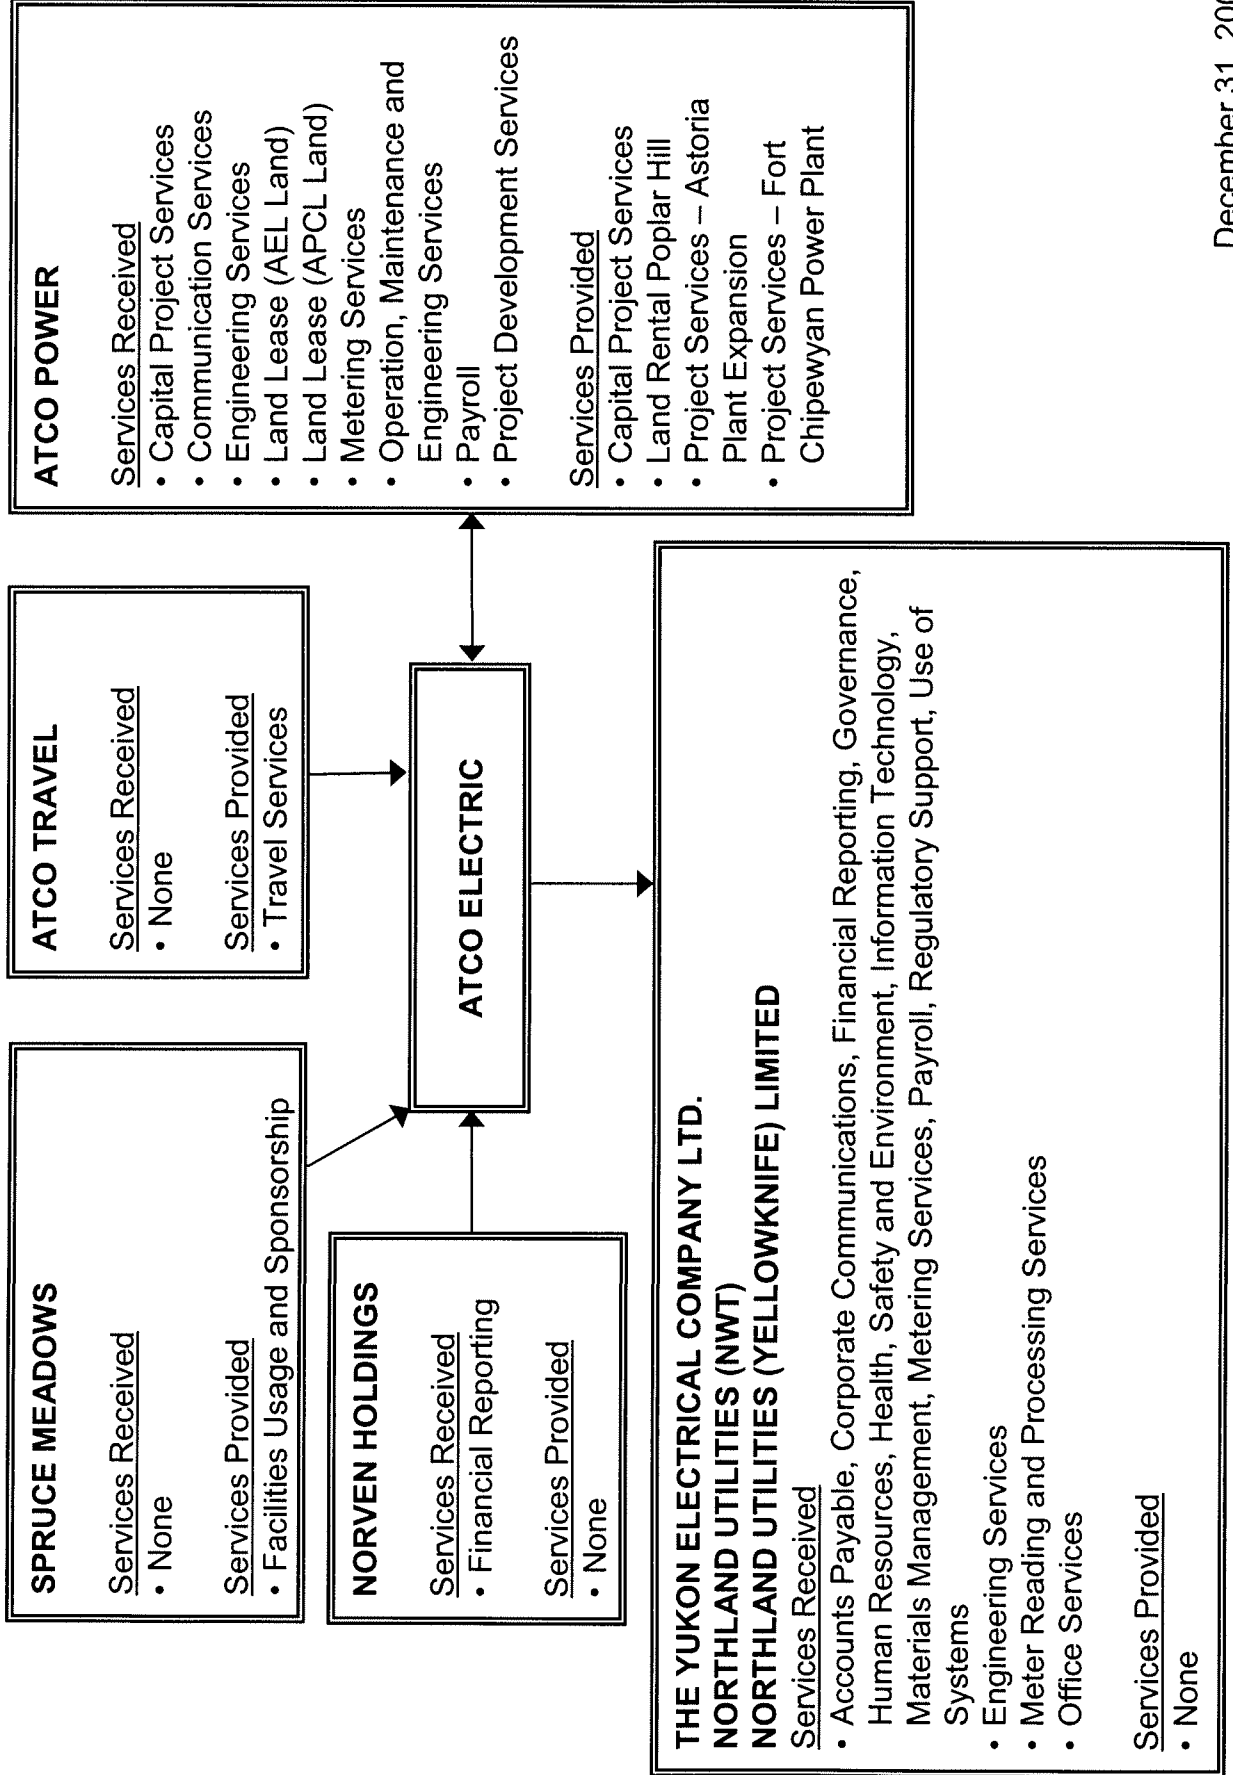 SPRUCE MEADOWS
Services Received
• None
Services Provided
• Facilities Usage and Sponsorship
ATCO TRAVEL
Services Received
• None
Services Provided
• Travel Services
ATCO POWER
Services Received
• Capital Project Services
• Communication Services
• Engineering Services
• Land Lease (AEL Land)
• Land Lease (APCL Land)
• Metering Services
• Operation, Maintenance and
Engineering Services
• Payroll
• Project Development Services
Services Provided
• Capital Project Services
• Land Rental Poplar Hill
• Project Services – Astoria
Plant Expansion
• Project Services – Fort
Chipewyan Power Plant
NORVEN HOLDINGS
Services Received
• Financial Reporting
Services Provided
• None
ATCO ELECTRIC
THE YUKON ELECTRICAL COMPANY LTD.
NORTHLAND UTILITIES (NWT)
NORTHLAND UTILITIES (YELLOWKNIFE) LIMITED
Services Received
• Accounts Payable, Corporate Communications, Financial Reporting, Governance,
Human Resources, Health, Safety and Environment, Information Technology,
Materials Management, Metering Services, Payroll, Regulatory Support, Use of
Systems
• Engineering Services
• Meter Reading and Processing Services
• Office Services
Services Provided
• None
December 31,